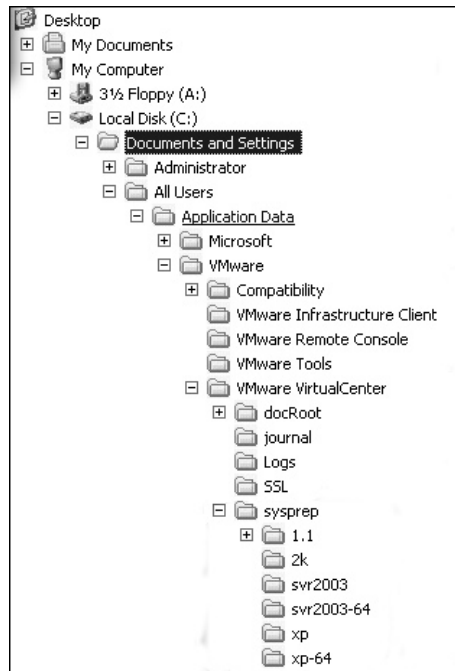 Desktop
My Documents
My Computer
3½ Floppy (A:)
Local Disk (C:)
Documents and Settings
Administrator
All Users
Application Data
Microsoft
VMware
Compatibility
VMware Infrastructure Client
VMware Remote Console
VMware Tools
VMware VirtualCenter
docRoot
journal
Logs
SSL
sysprep
1.1
2k
svr2003
svr2003-64
xp
xp-64